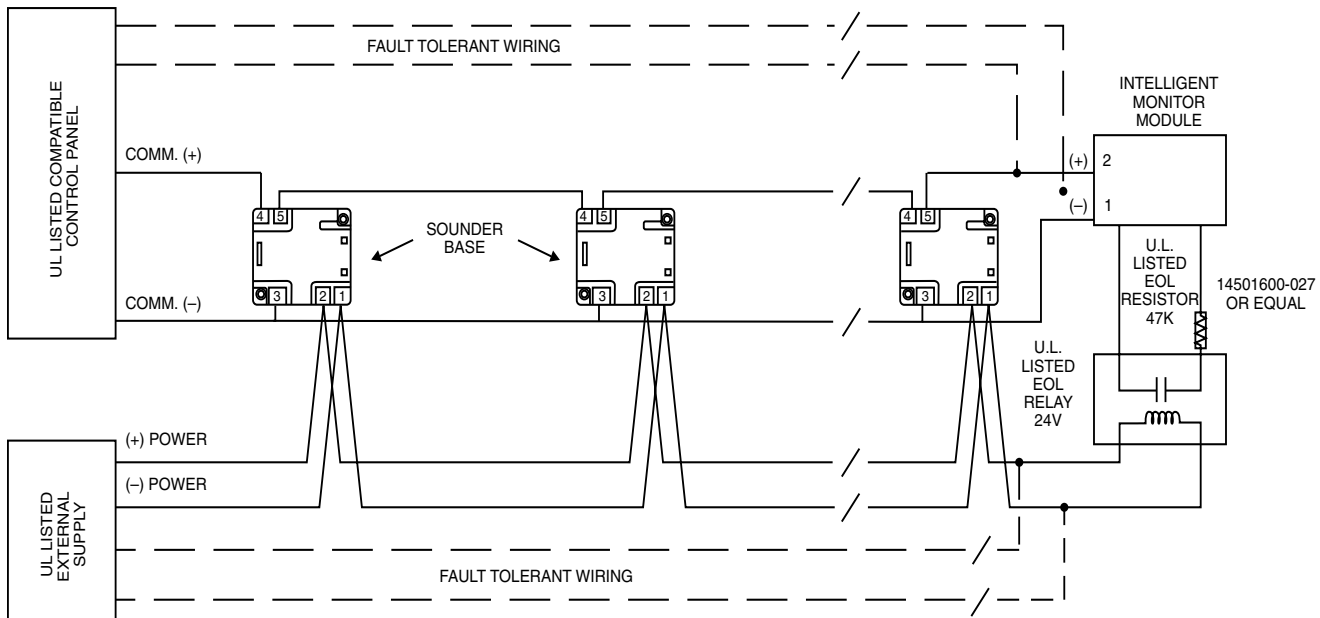 FAULT TOLERANT WIRING
UL LISTED COMPATIBLE
CONTROL PANEL
INTELLIGENT
MONITOR
MODULE
COMM. (+)
(+)
2
(–)
1
4
5
4
5
4
5
SOUNDER
BASE
COMM. (–)
3
2
1
3
2
1
3
2
1
U.L.
LISTED
EOL
RESISTOR
47K
14501600-027
OR EQUAL
U.L.
LISTED
EOL
RELAY
24V
UL LISTED
EXTERNAL
SUPPLY
(+) POWER
(–) POWER
FAULT TOLERANT WIRING